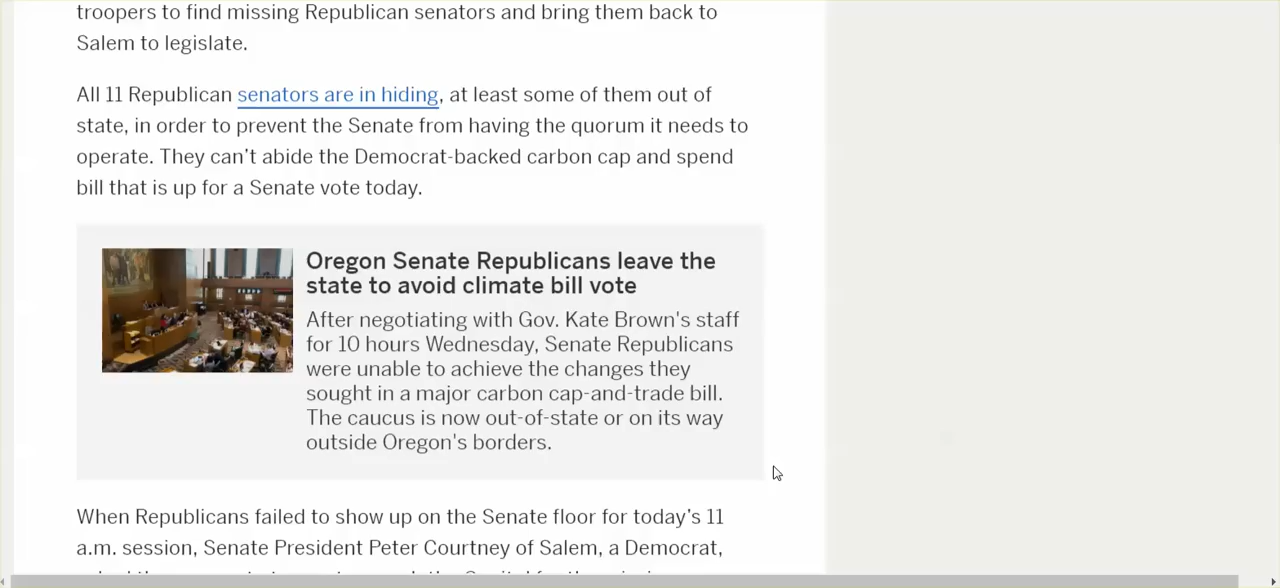 troopers to find missing Republican senators and bring them back to
Salem to legislate.
All 11 Republican senators are in hiding, at least some of them out of
state, in order to prevent the Senate from having the quorum it needs to
operate. They can’t abide the Democrat-backed carbon cap and spend
bill that is up for a Senate vote today.
Oregon Senate Republicans leave the
state to avoid climate bill vote
After negotiating with Gov. Kate Brown's staff
for 10 hours Wednesday, Senate Republicans
were unable to achieve the changes they
sought in a major carbon cap-and-trade bill.
The caucus is now out-of-state or on its way
outside Oregon's borders.
When Republicans failed to show up on the Senate floor for today’s 11
a.m. session, Senate President Peter Courtney of Salem, a Democrat,